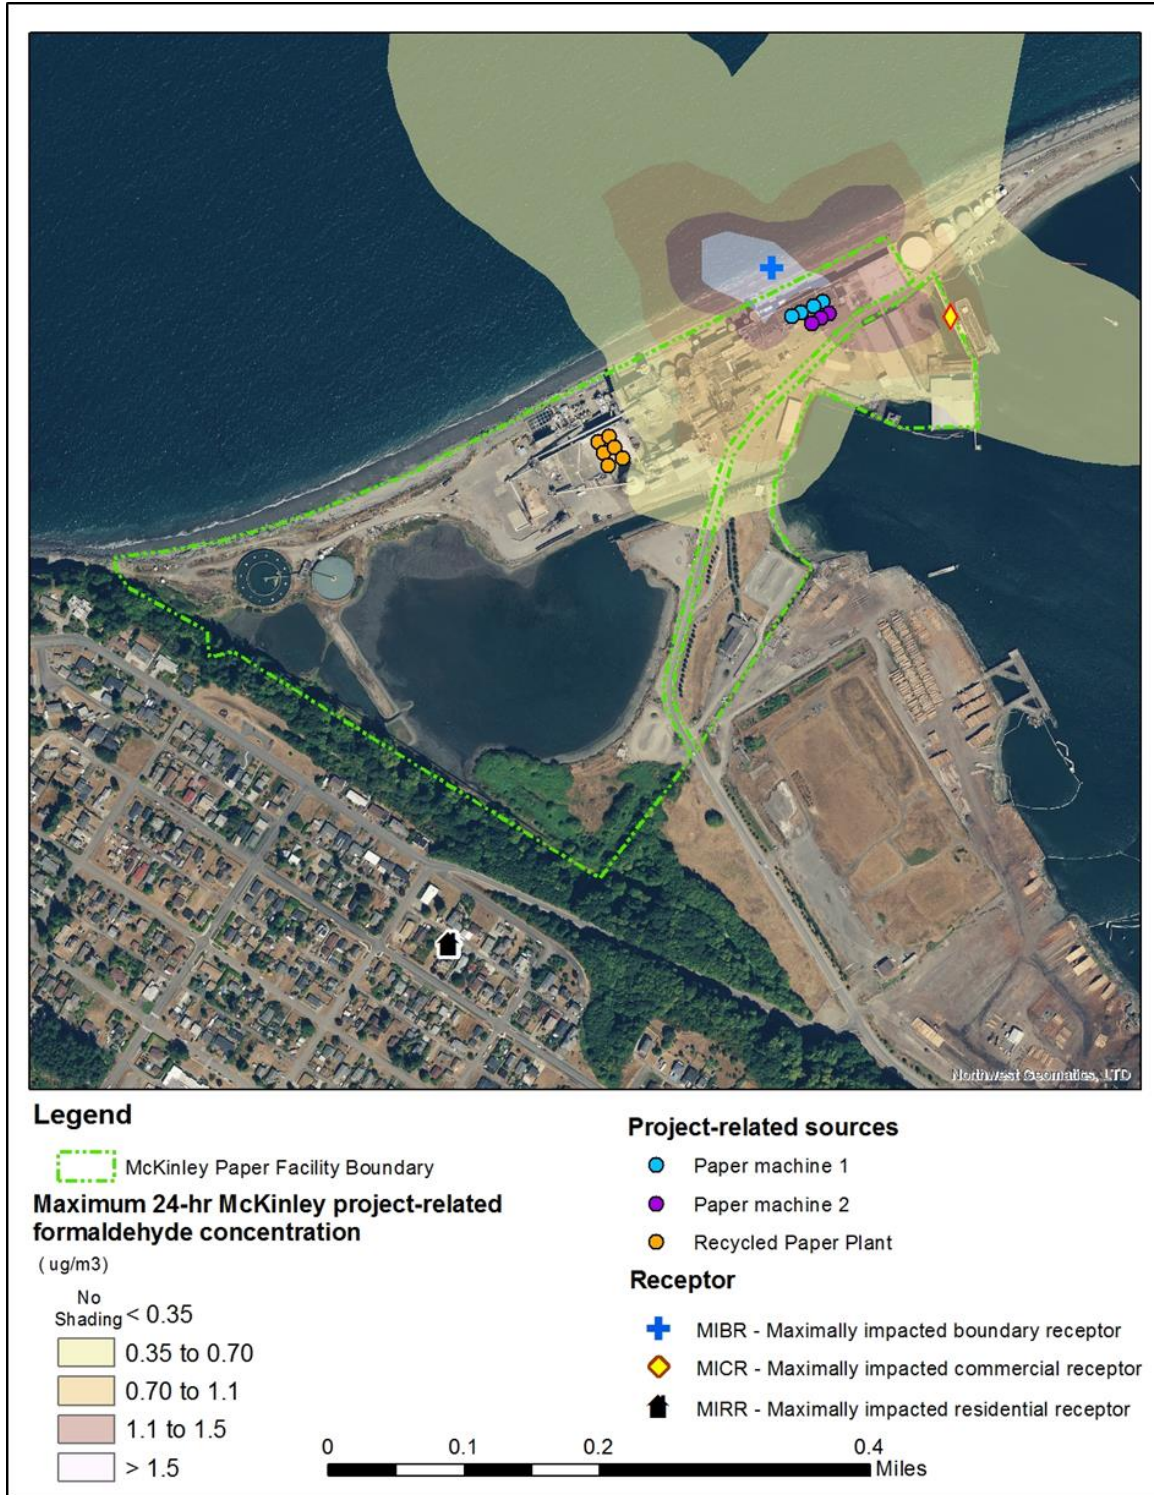 Northwest Geomatics, LTD
Legend
McKinley Paper Facility Boundary
Maximum 24-hr McKinley project-related
formaldehyde concentration
( ug/m3)
No
Shading < 0.35
0.35 to 0.70
0.70 to 1.1
1.1 to 1.5
> 1.5
Project-related sources
Paper machine 1
Paper machine 2
Recycled Paper Plant
Receptor
MIBR - Maximally impacted boundary receptor
MICR - Maximally impacted commercial receptor
MIRR - Maximally impacted residential receptor
0 0.1 0.2 0.4
Miles